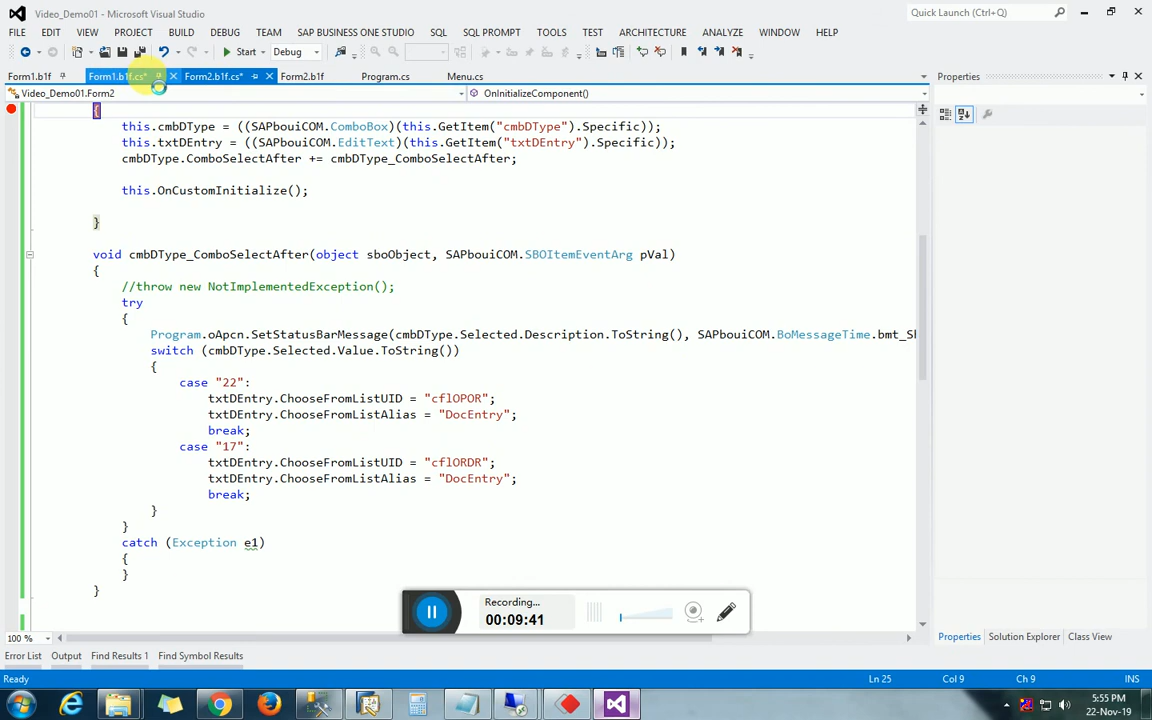 Video_Demo01 - Microsoft Visual Studio
Quick Launch (Ctrl+Q)
FILE EDIT VIEW PROJECT BUILD DEBUG TEAM SAP BUSINESS ONE STUDIO SQL SQL PROMPT TOOLS TEST ARCHITECTURE ANALYZE WINDOW HELP
Start Debug
Form1.b1f Form1.b1f.cs* Form2.b1f.cs* Form2.b1f Program.cs Menu.cs
Properties
Video_Demo01.Form2 OnInitializeComponent()
{
this.cmbDType = ((SAPbouiCOM.ComboBox)(this.GetItem("cmbDType").Specific));
this.txtDEntry = ((SAPbouiCOM.EditText)(this.GetItem("txtDEntry").Specific));
cmbDType.ComboSelectAfter += cmbDType_ComboSelectAfter;
this.OnCustomInitialize();
}
void cmbDType_ComboSelectAfter(object sboObject, SAPbouiCOM.SBOItemEventArg pVal)
{
//throw new NotImplementedException();
try
{
Program.oApcn.SetStatusBarMessage(cmbDType.Selected.Description.ToString(), SAPbouiCOM.BoMessageTime.bmt_Sh
switch (cmbDType.Selected.Value.ToString())
{
case "22":
txtDEntry.ChooseFromListUID = "cflOPOR";
txtDEntry.ChooseFromListAlias = "DocEntry";
break;
case "17":
txtDEntry.ChooseFromListUID = "cflORDR";
txtDEntry.ChooseFromListAlias = "DocEntry";
break;
}
}
catch (Exception e1)
{
}
}
Recording...
00:09:41
100 %
Properties Solution Explorer Class View
Error List Output Find Results 1 Find Symbol Results
Ready Ln 25 Col 9 Ch 9 INS
5:55 PM
22-Nov-19